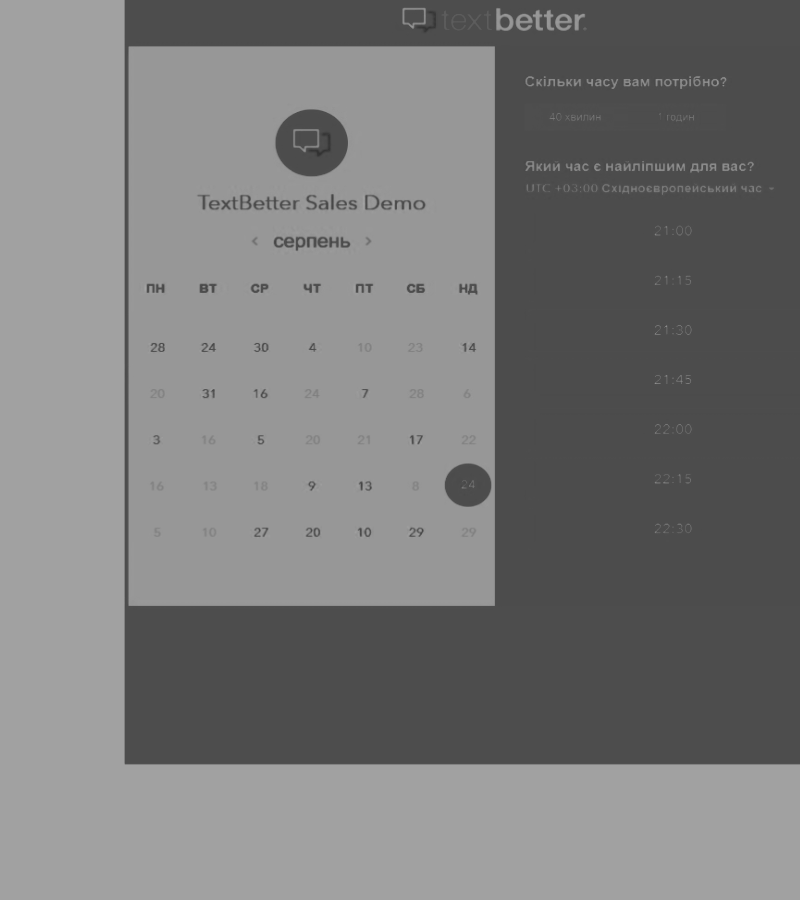 textbetter.
TextBetter Sales Demo
< серпень >
ПН ВТ СР ЧТ ПТ СБ НД
28 24 30 4 10 23 14
20 31 16 24 7 28 6
3 16 5 20 21 17 22
16 13 18 9 13 8 24
5 10 27 20 10 29 29
Скільки часу вам потрібно?
40 хвилин 1 годин
Який час є найліпшим для вас?
UTC +03:00 Східноєвропейський час
21:00
21:15
21:30
21:45
22:00
22:15
22:30